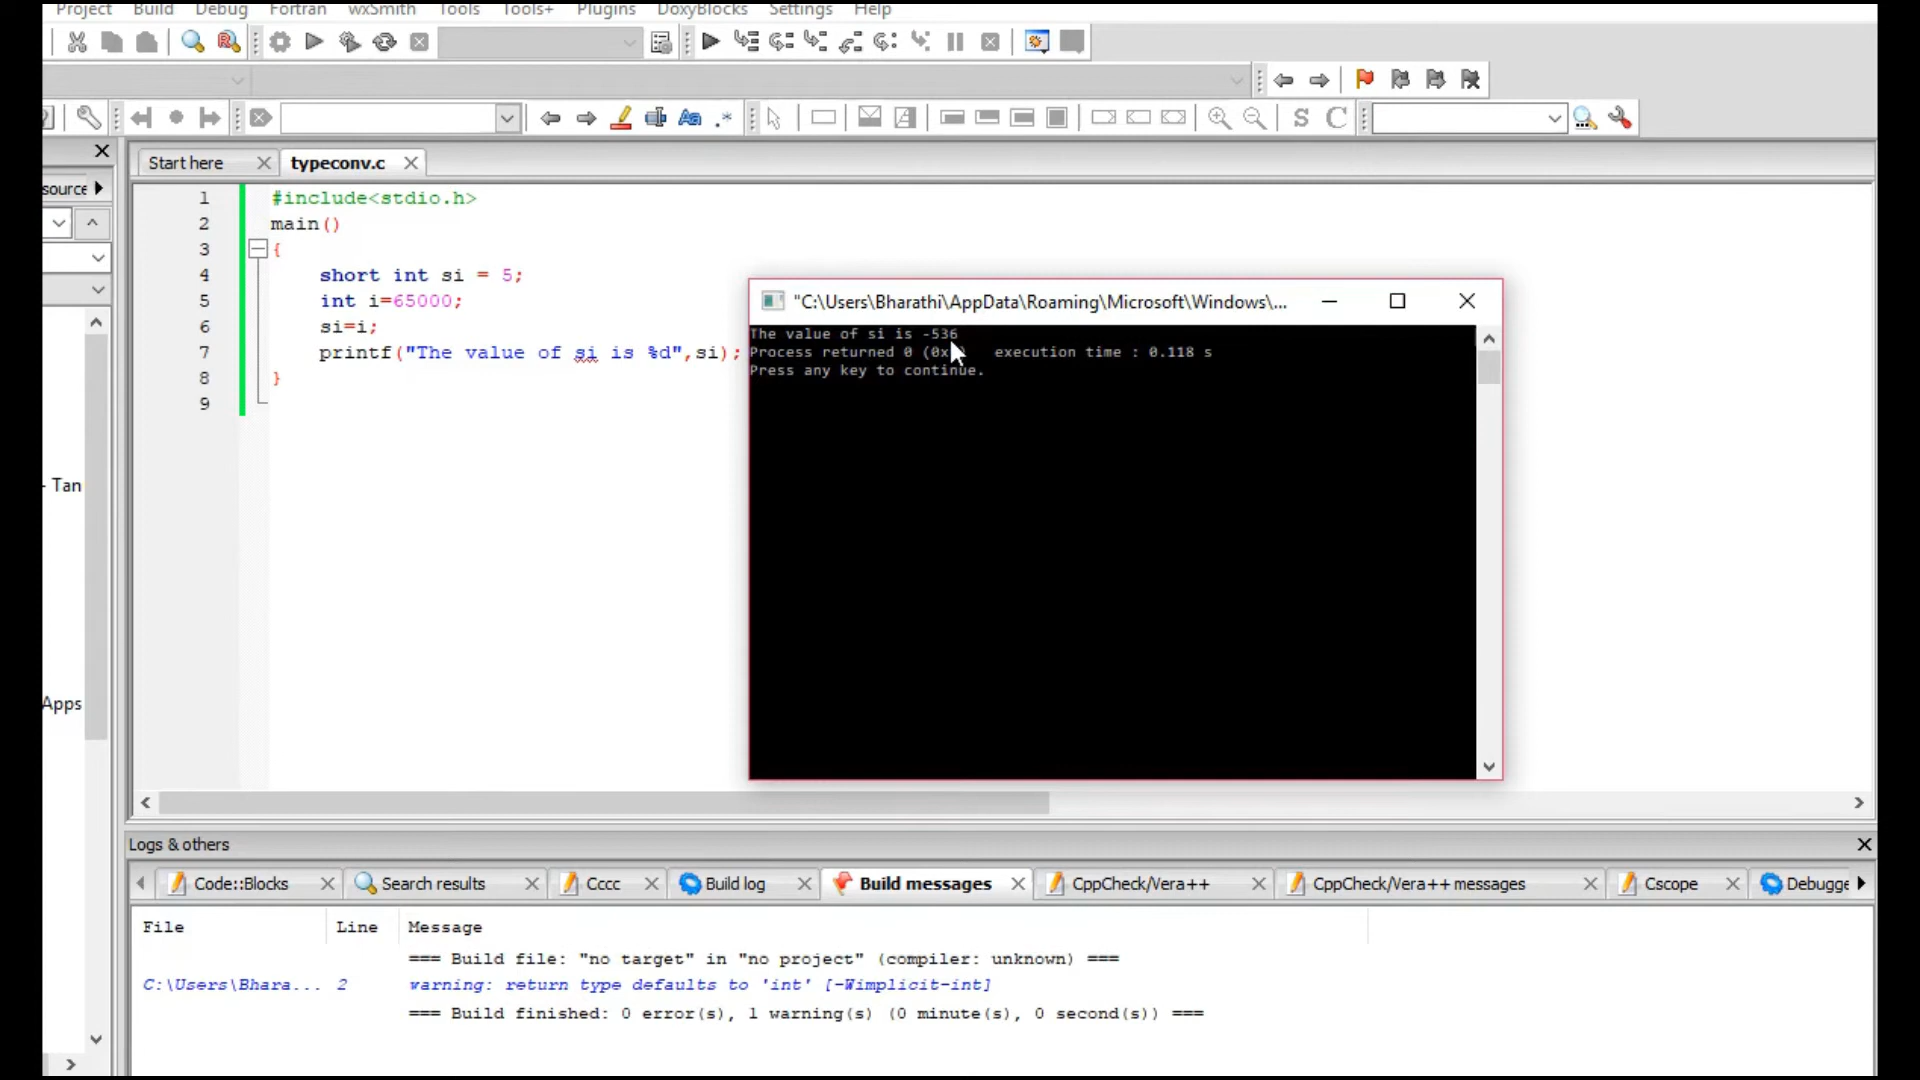 Project Build Debug Fortran wxSmith Tools Tools+ Plugins DoxyBlocks Settings Help
S C
Start here typeconv.c
source
1 #include<stdio.h>
2 main()
3 {
4 short int si = 5;
5 int i=65000;
6 si=i;
7 printf("The value of si is %d",si);
8 }
9
"C:\Users\Bharathi\AppData\Roaming\Microsoft\Windows\...
The value of si is -536
Process returned 0 (0x execution time : 0.118 s
Press any key to continue.
- Tan
Apps
Logs & others
Code::Blocks Search results Cccc Build log Build messages CppCheck/Vera++ CppCheck/Vera++ messages Cscope Debugge
File Line Message
=== Build file: "no target" in "no project" (compiler: unknown) ===
C:\Users\Bhara... 2 warning: return type defaults to 'int' [-Wimplicit-int]
=== Build finished: 0 error(s), 1 warning(s) (0 minute(s), 0 second(s)) ===